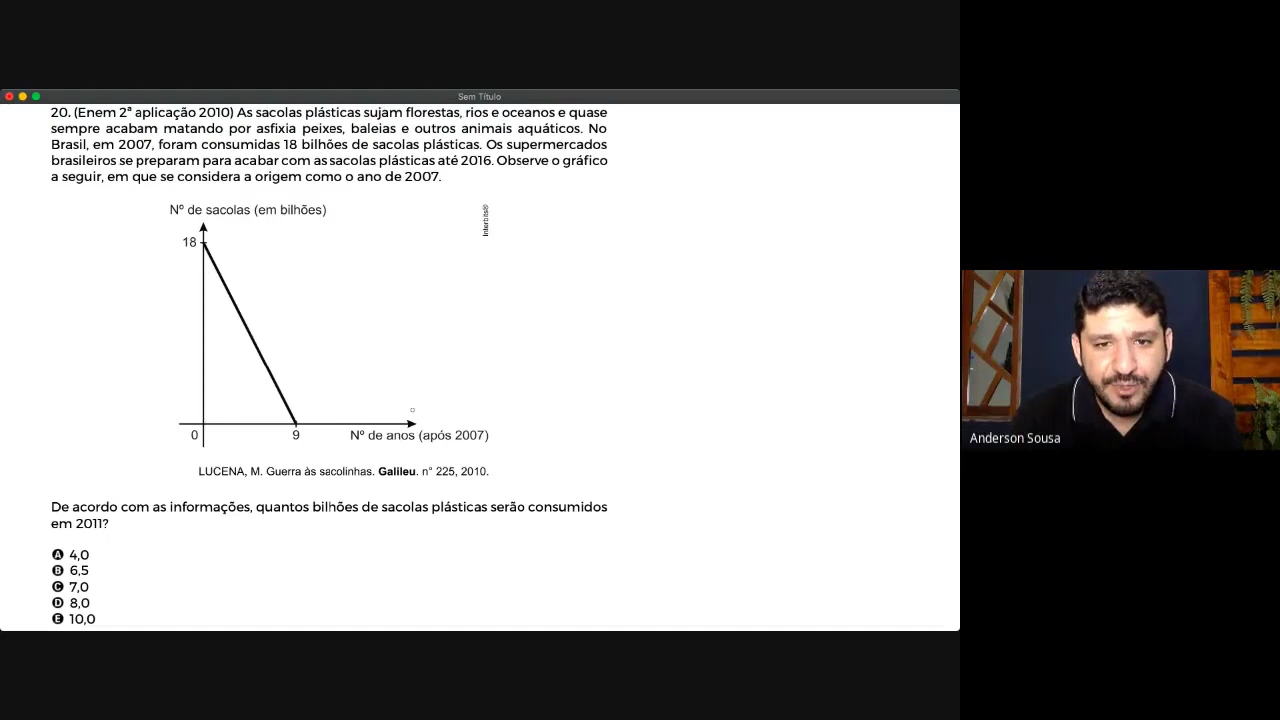 Sem Título
20. (Enem 2ª aplicação 2010) As sacolas plásticas sujam florestas, rios e oceanos e quase
sempre acabam matando por asfixia peixes, baleias e outros animais aquáticos. No
Brasil, em 2007, foram consumidas 18 bilhões de sacolas plásticas. Os supermercados
brasileiros se preparam para acabar com as sacolas plásticas até 2016. Observe o gráfico
a seguir, em que se considera a origem como o ano de 2007.
Nº de sacolas (em bilhões)
Interbits®
18
0
9
Nº de anos (após 2007)
LUCENA, M. Guerra às sacolinhas. Galileu. n° 225, 2010.
De acordo com as informações, quantos bilhões de sacolas plásticas serão consumidos
em 2011?
A 4,0
B 6,5
C 7,0
D 8,0
E 10,0
Anderson Sousa